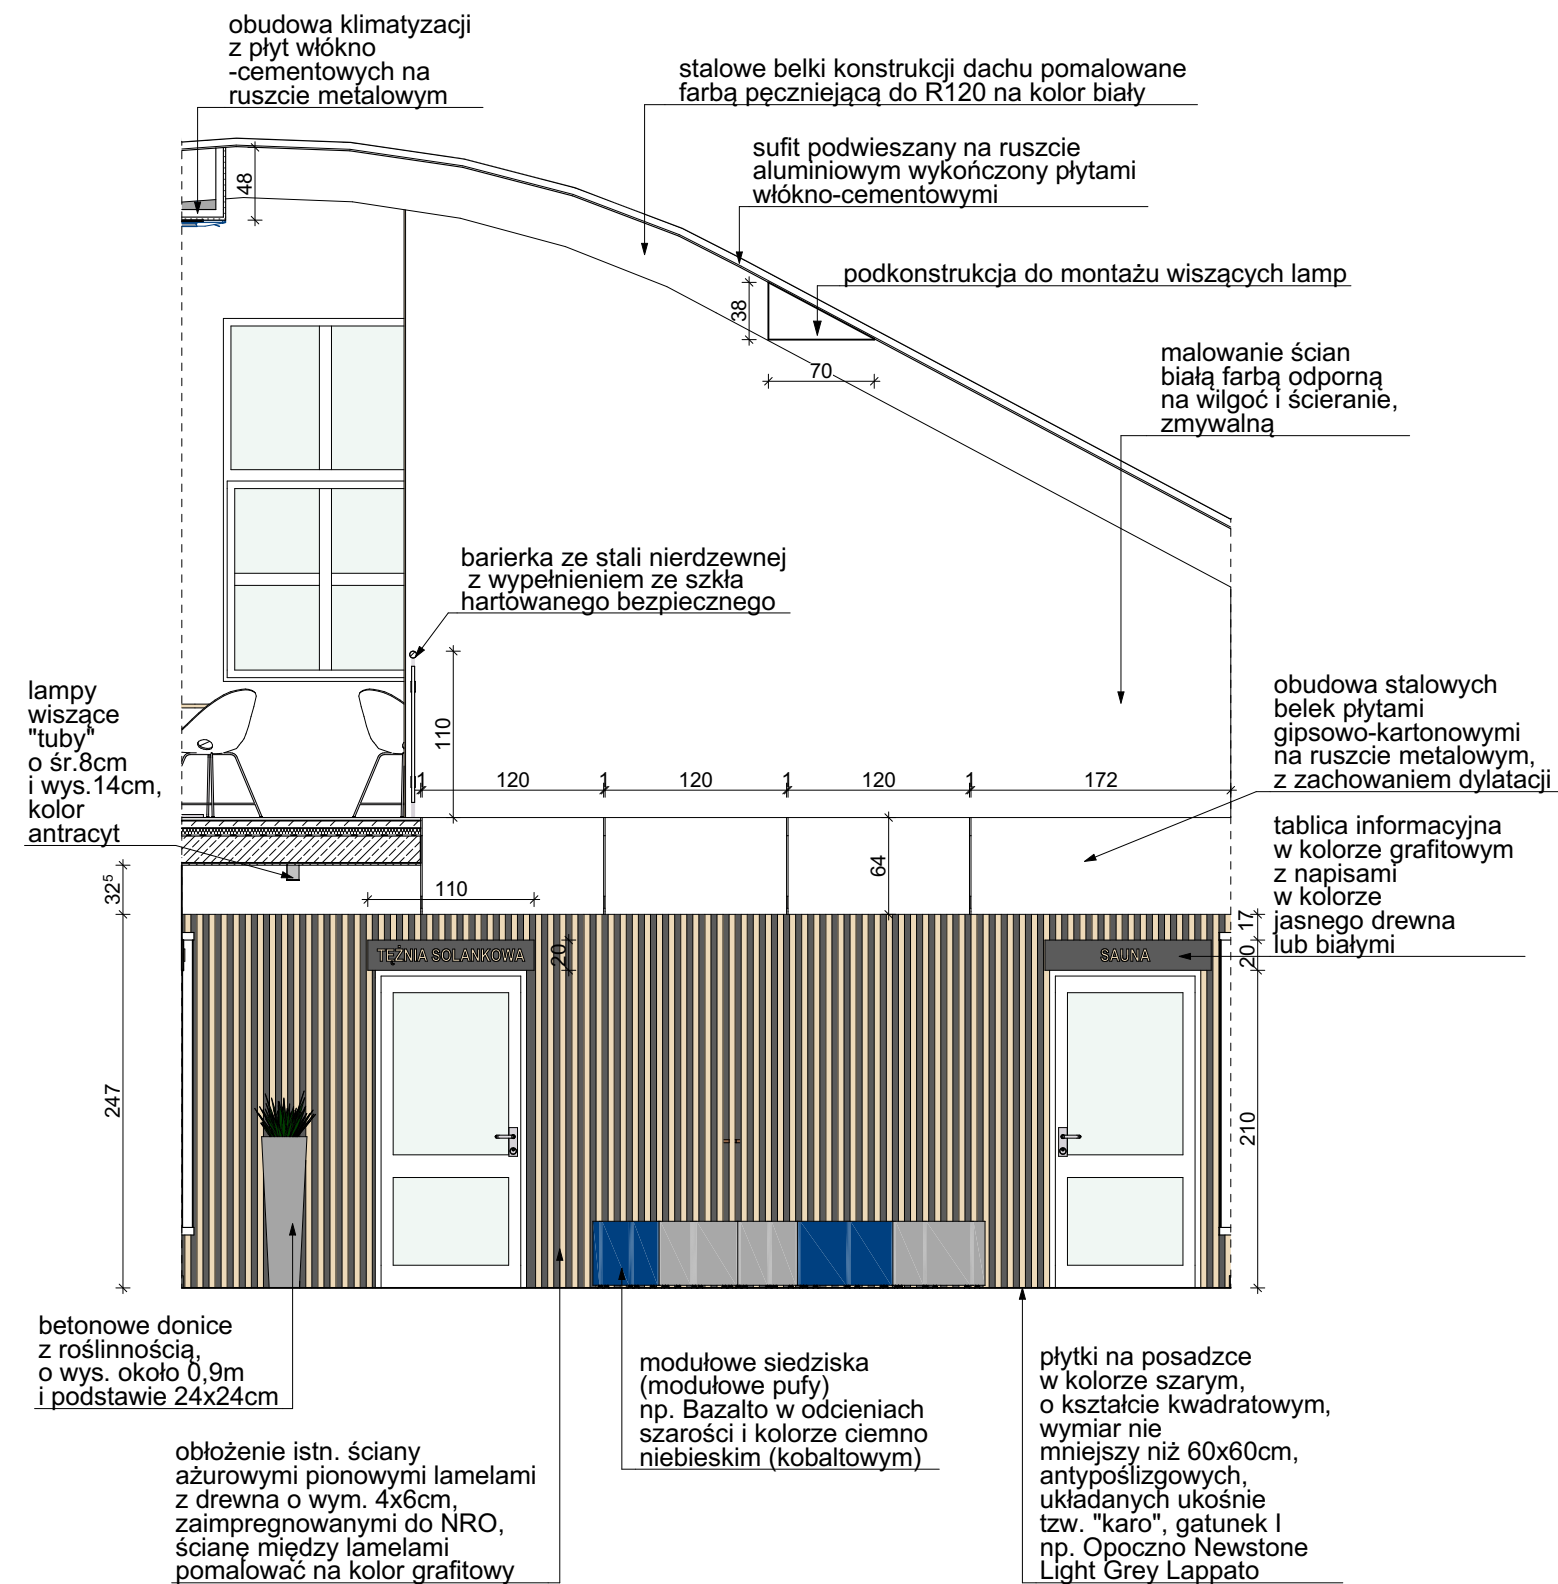 obudowa klimatyzacji
z płyt włókno
-cementowych na
ruszcie metalowym
stalowe belki konstrukcji dachu pomalowane
farbą pęczniejącą do R120 na kolor biały
sufit podwieszany na ruszcie
aluminiowym wykończony płytami
włókno-cementowymi
48
podkonstrukcja do montażu wiszących lamp
38
70
malowanie ścian
białą farbą odporną
na wilgoć i ścieranie,
zmywalną
barierka ze stali nierdzewnej
z wypełnieniem ze szkła
hartowanego bezpiecznego
lampy
wiszące
"tuby"
o śr.8cm
i wys.14cm,
kolor
antracyt
110
1 120 1 120 1 120 1 172
obudowa stalowych
belek płytami
gipsowo-kartonowymi
na ruszcie metalowym,
z zachowaniem dylatacji
tablica informacyjna
w kolorze grafitowym
z napisami
w kolorze
jasnego drewna
lub białymi
64
32⁵
110
17
20
TĘŻNIA SOLANKOWA
20
SAUNA
247
210
betonowe donice
z roślinnością,
o wys. około 0,9m
i podstawie 24x24cm
obłożenie istn. ściany
ażurowymi pionowymi lamelami
z drewna o wym. 4x6cm,
zaimpregnowanymi do NRO,
ścianę między lamelami
pomalować na kolor grafitowy
modułowe siedziska
(modułowe pufy)
np. Bazalto w odcieniach
szarości i kolorze ciemno
niebieskim (kobaltowym)
płytki na posadzce
w kolorze szarym,
o kształcie kwadratowym,
wymiar nie
mniejszy niż 60x60cm,
antypoślizgowych,
układanych ukośnie
tzw. "karo", gatunek I
np. Opoczno Newstone
Light Grey Lappato